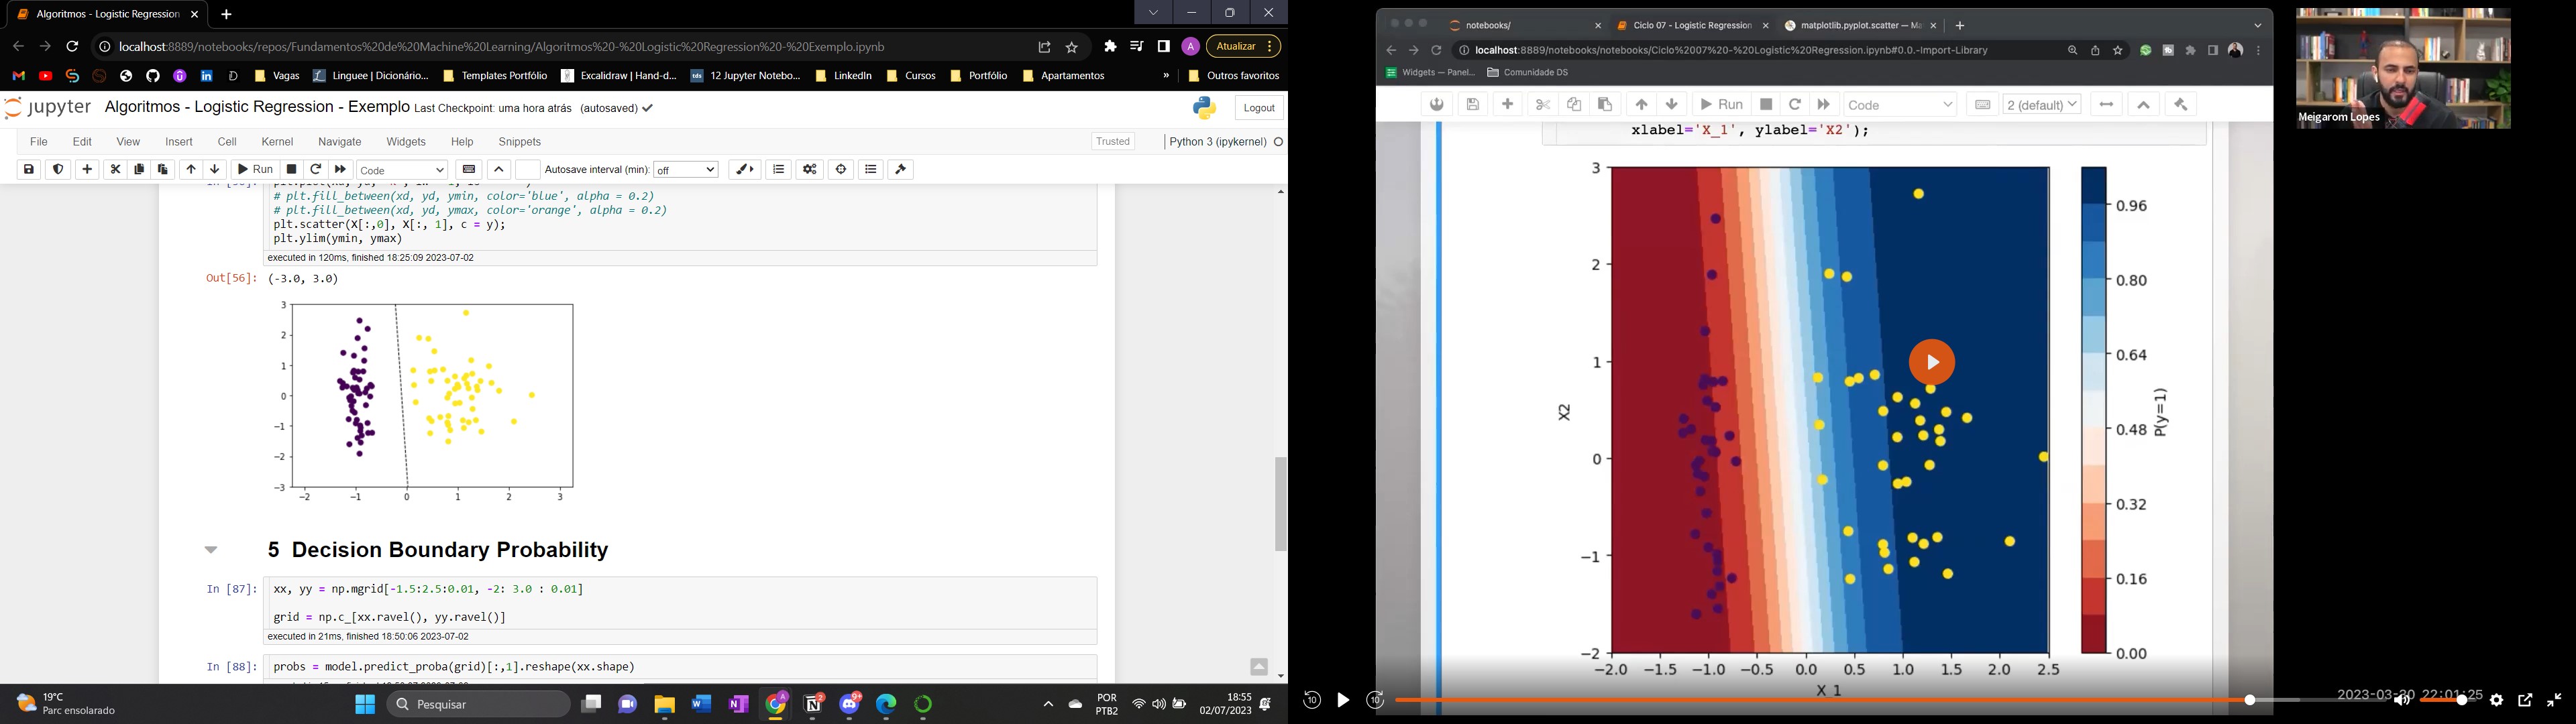 Algoritmos - Logistic Regression
localhost:8889/notebooks/repos/Fundamentos%20de%20Machine%20Learning/Algoritmos%20-%20Logistic%20Regression%20-%20Exemplo.ipynb
A Atualizar
Vagas Linguee | Dicionário... Templates Portfólio Excalidraw | Hand-d... tds 12 Jupyter Notebo... LinkedIn Cursos Portfólio Apartamentos » Outros favoritos
jupyter Algoritmos - Logistic Regression - Exemplo Last Checkpoint: uma hora atrás (autosaved) Logout
File Edit View Insert Cell Kernel Navigate Widgets Help Snippets Trusted Python 3 (ipykernel)
Run Code Autosave interval (min): off
# plt.fill_between(xd, yd, ymin, color='blue', alpha = 0.2)
# plt.fill_between(xd, yd, ymax, color='orange', alpha = 0.2)
plt.scatter(X[:,0], X[:, 1], c = y);
plt.ylim(ymin, ymax)
executed in 120ms, finished 18:25:09 2023-07-02
Out[56]: (-3.0, 3.0)
3
2
1
0
−1
−2
−3
−2 −1 0 1 2 3
5 Decision Boundary Probability
In [87]: xx, yy = np.mgrid[-1.5:2.5:0.01, -2: 3.0 : 0.01]
grid = np.c_[xx.ravel(), yy.ravel()]
executed in 21ms, finished 18:50:06 2023-07-02
In [88]: probs = model.predict_proba(grid)[:,1].reshape(xx.shape)
19°C
Parc ensolarado
Pesquisar
POR
PTB2
18:55
02/07/2023
notebooks/ Ciclo 07 - Logistic Regression matplotlib.pyplot.scatter — Ma
localhost:8889/notebooks/notebooks/Ciclo%2007%20-%20Logistic%20Regression.ipynb#0.0.-Import-Library
Widgets — Panel... Comunidade DS
Run Code 2 (default)
xlabel='X_1', ylabel='X2');
3
2
1
0
−1
−2
X2
−2.0 −1.5 −1.0 −0.5 0.0 0.5 1.0 1.5 2.0 2.5
X_1
0.96
0.80
0.64
0.48
0.32
0.16
0.00
P(y=1)
10 10
2023-03-20 22:01:25
Meigarom Lopes